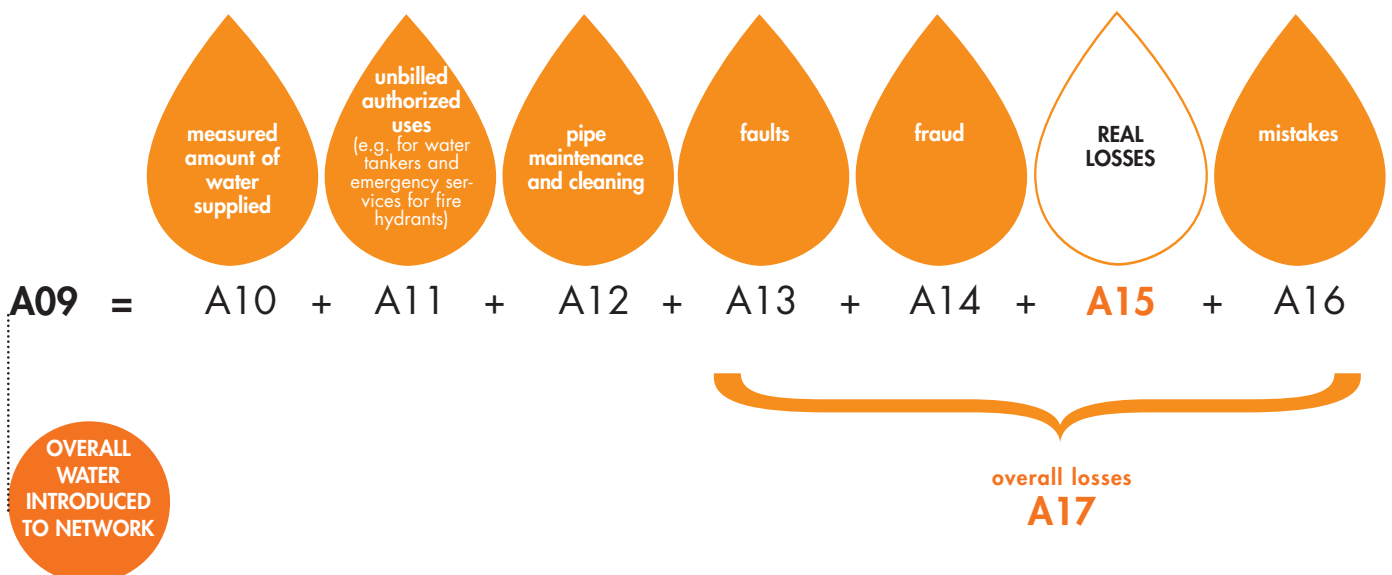 measured
amount of
water
supplied
unbilled
authorized
uses
(e.g. for water
tankers and
emergency ser-
vices for fire
hydrants)
pipe
maintenance
and cleaning
faults
fraud
REAL
LOSSES
mistakes
A09 = A10 + A11 + A12 + A13 + A14 + A15 + A16
OVERALL
WATER
INTRODUCED
TO NETWORK
overall losses
A17